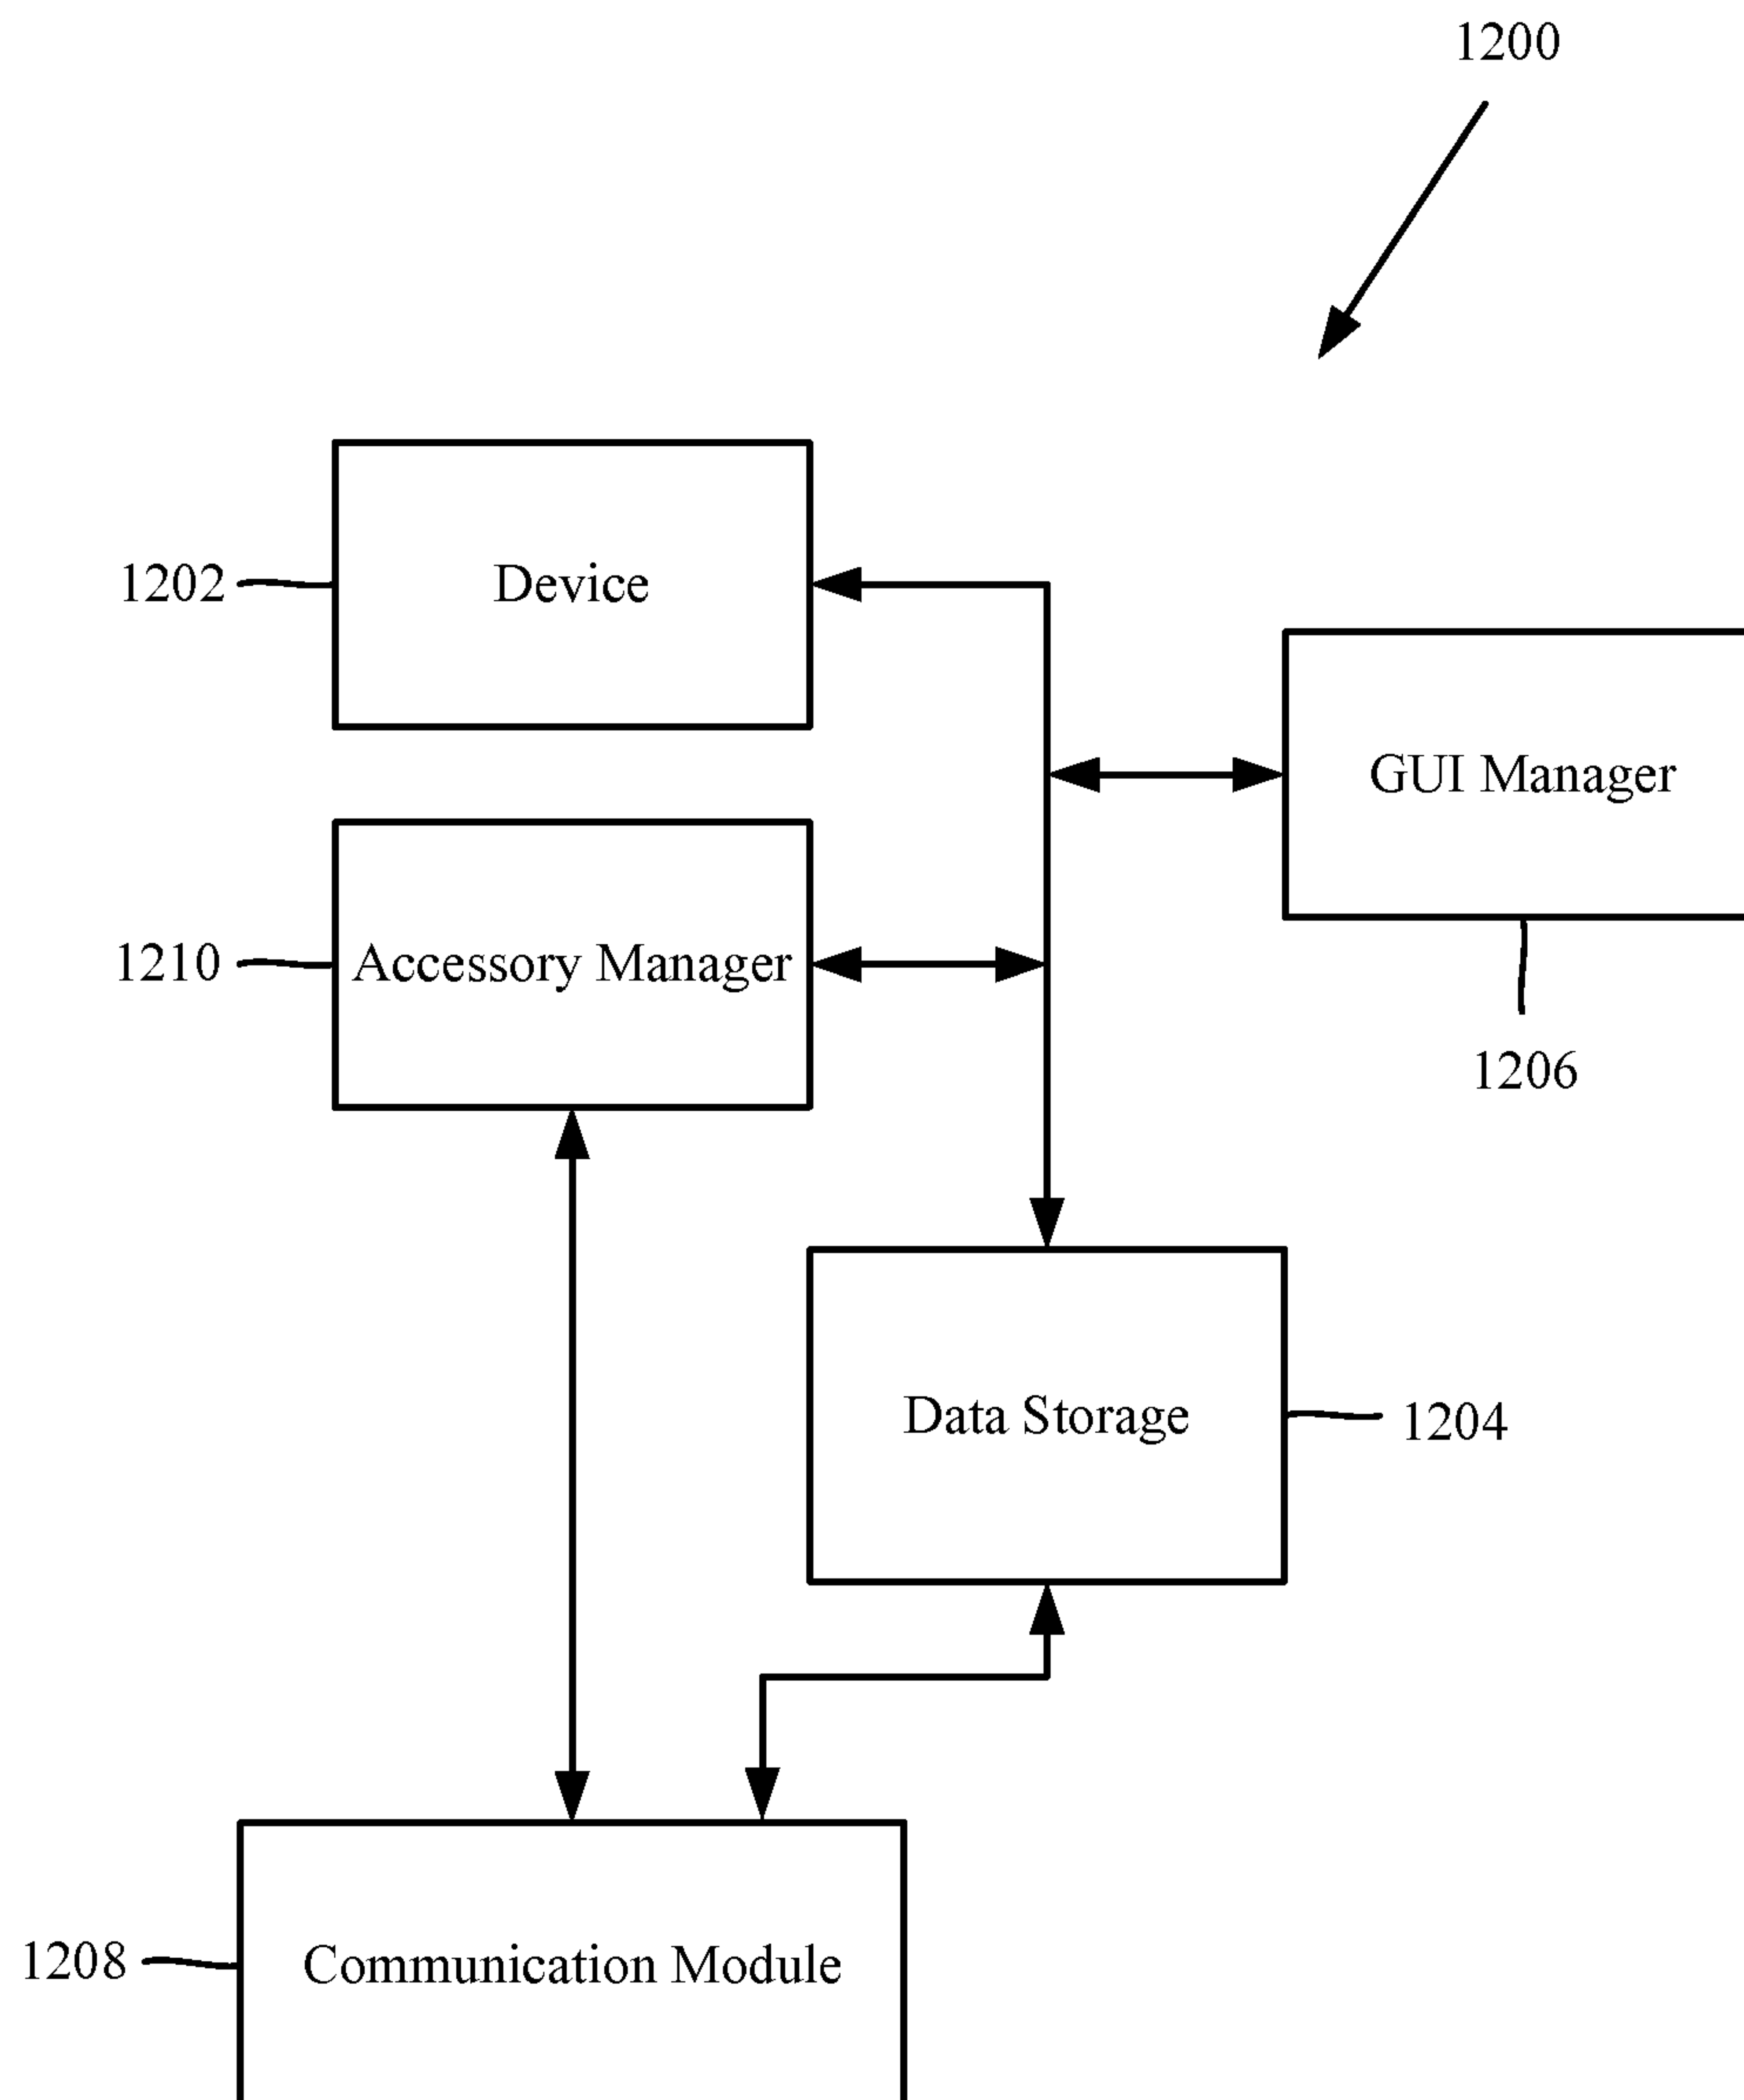 1200
1202
Device
GUI Manager
1210
Accessory Manager
1206
Data Storage
1204
1208
Communication Module